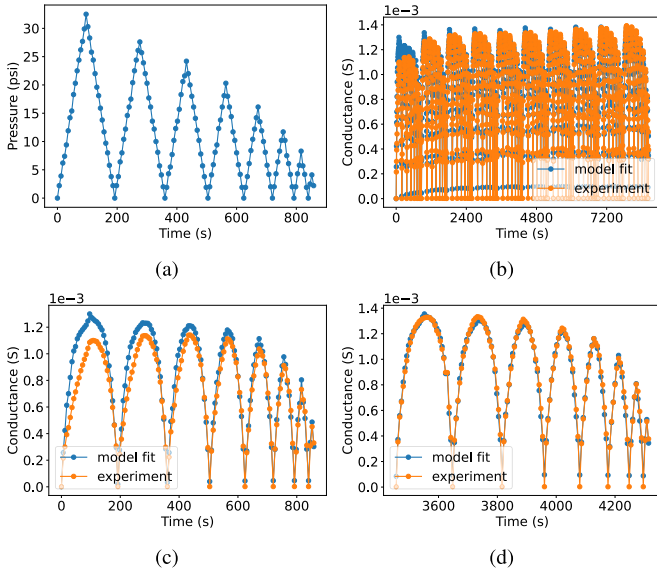 30
25
20
15
10
5
0
Pressure (psi)
0 200 400 600 800
Time (s)
(a)
1e−3
1.4
1.2
1.0
0.8
0.6
0.4
0.2
0.0
Conductance (S)
model fit
experiment
0 2400 4800 7200
Time (s)
(b)
1e−3
1.2
1.0
0.8
0.6
0.4
0.2
0.0
Conductance (S)
model fit
experiment
0 200 400 600 800
Time (s)
(c)
1e−3
1.4
1.2
1.0
0.8
0.6
0.4
0.2
0.0
Conductance (S)
model fit
experiment
3600 3800 4000 4200
Time (s)
(d)